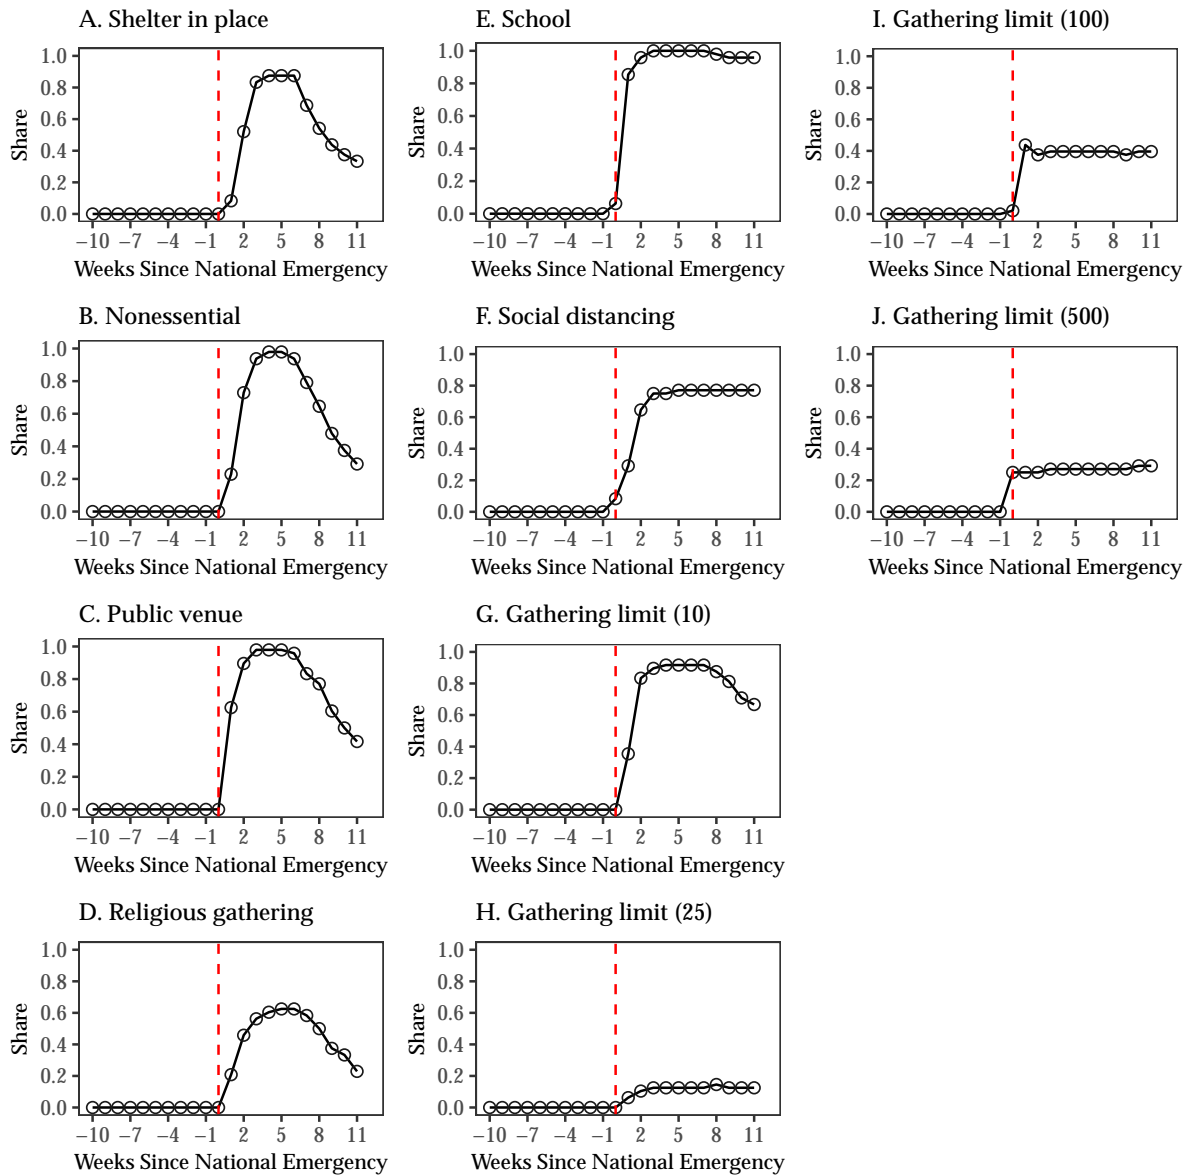 A. Shelter in place
1.0
0.8
0.6
0.4
0.2
0.0
Share
−10 −7 −4 −1 2 5 8 11
Weeks Since National Emergency
B. Nonessential
1.0
0.8
0.6
0.4
0.2
0.0
Share
−10 −7 −4 −1 2 5 8 11
Weeks Since National Emergency
C. Public venue
1.0
0.8
0.6
0.4
0.2
0.0
Share
−10 −7 −4 −1 2 5 8 11
Weeks Since National Emergency
D. Religious gathering
1.0
0.8
0.6
0.4
0.2
0.0
Share
−10 −7 −4 −1 2 5 8 11
Weeks Since National Emergency
E. School
1.0
0.8
0.6
0.4
0.2
0.0
Share
−10 −7 −4 −1 2 5 8 11
Weeks Since National Emergency
F. Social distancing
1.0
0.8
0.6
0.4
0.2
0.0
Share
−10 −7 −4 −1 2 5 8 11
Weeks Since National Emergency
G. Gathering limit (10)
1.0
0.8
0.6
0.4
0.2
0.0
Share
−10 −7 −4 −1 2 5 8 11
Weeks Since National Emergency
H. Gathering limit (25)
1.0
0.8
0.6
0.4
0.2
0.0
Share
−10 −7 −4 −1 2 5 8 11
Weeks Since National Emergency
I. Gathering limit (100)
1.0
0.8
0.6
0.4
0.2
0.0
Share
−10 −7 −4 −1 2 5 8 11
Weeks Since National Emergency
J. Gathering limit (500)
1.0
0.8
0.6
0.4
0.2
0.0
Share
−10 −7 −4 −1 2 5 8 11
Weeks Since National Emergency